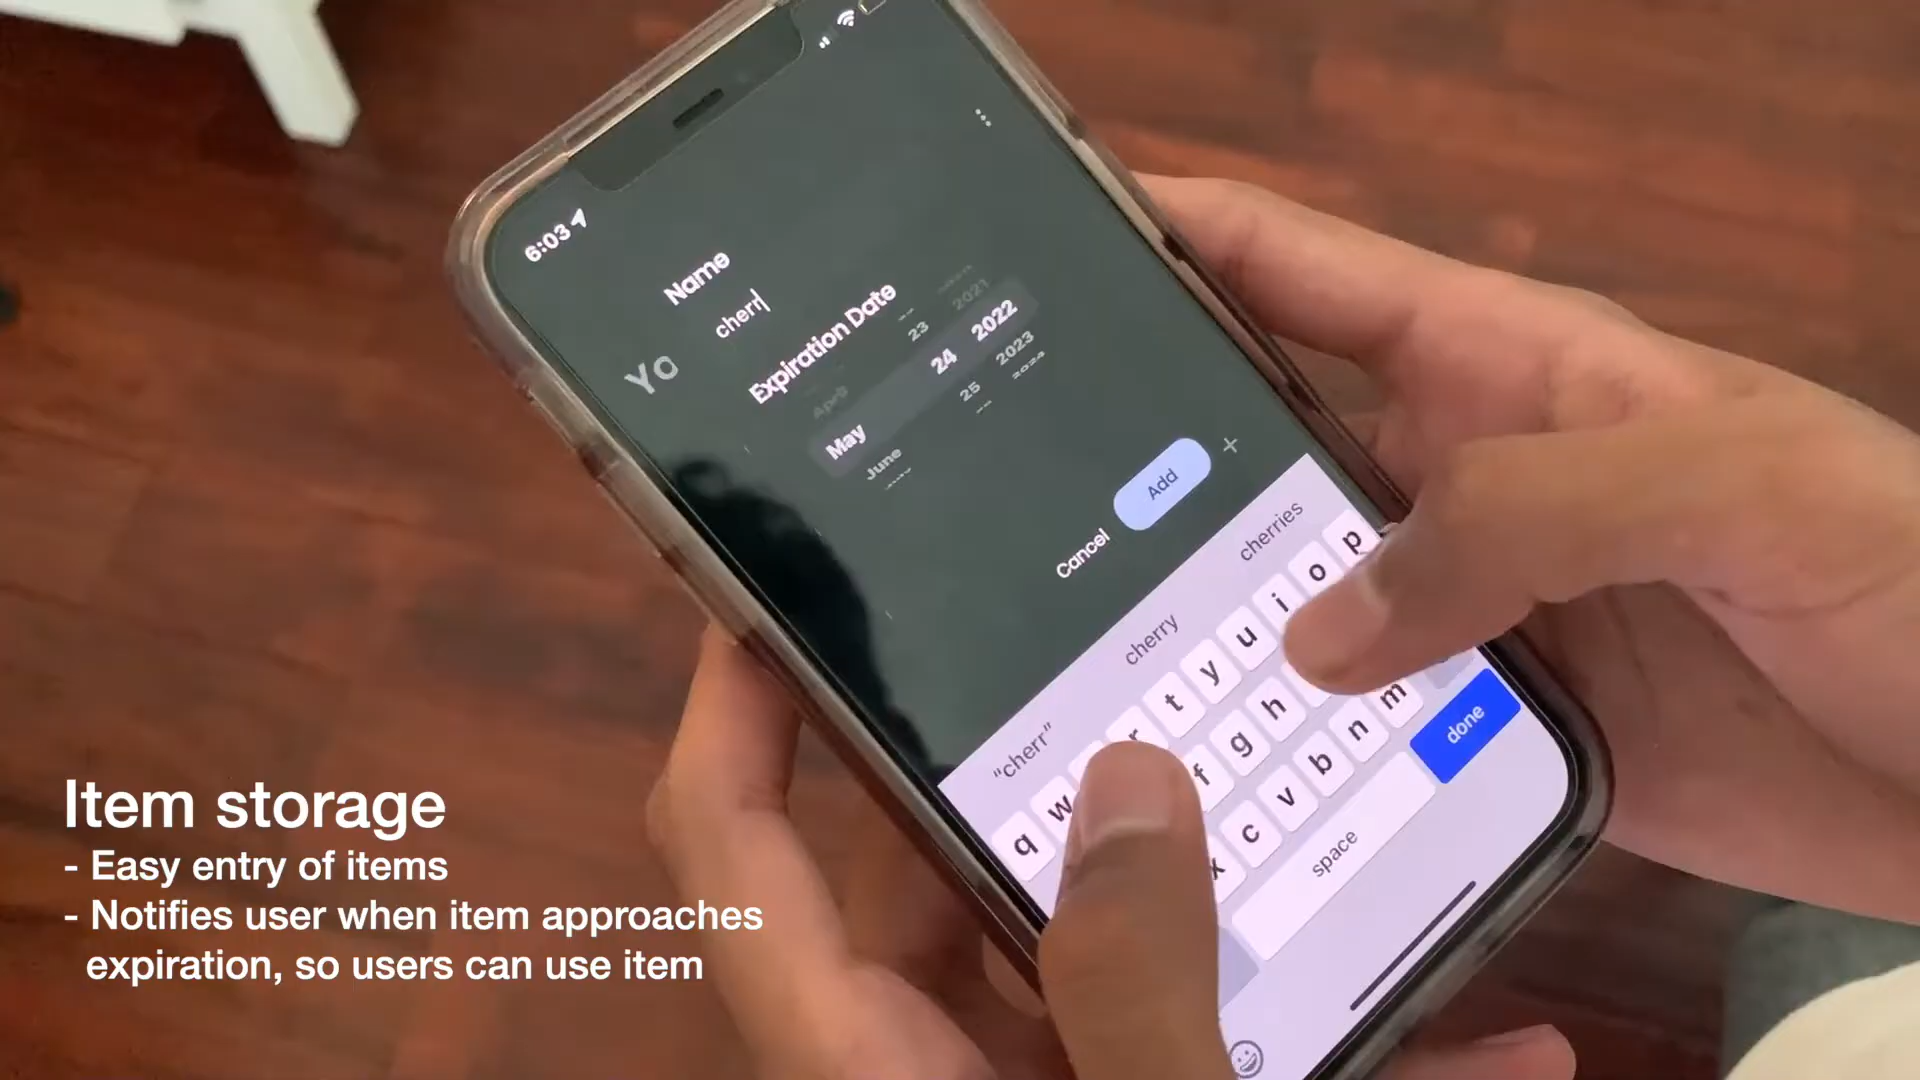 6:03
Name
cherr
Yo
Expiration Date
2021
23
24 2022
25 2023
2024
April
May
June
Cancel
Add
"cherr" cherry cherries
q w r t y u i o p
f g h
x c v b n m
space
done
Item storage
- Easy entry of items
- Notifies user when item approaches
expiration, so users can use item